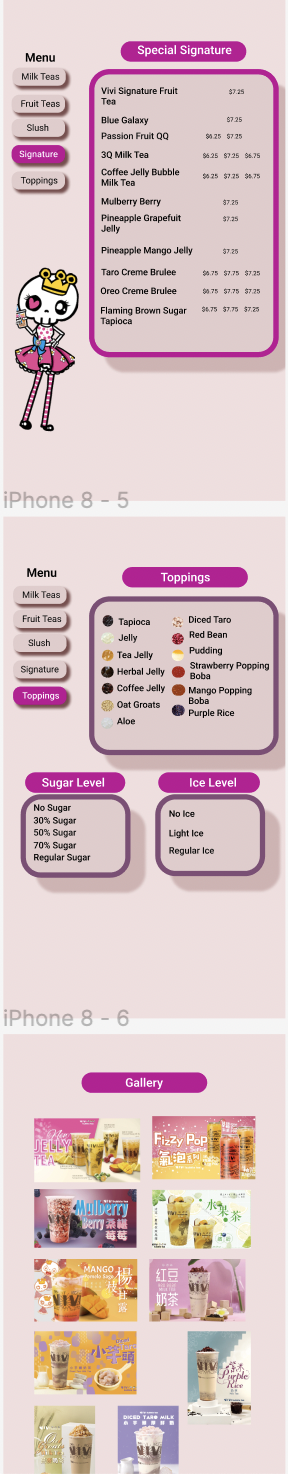 Special Signature
Menu
Milk Teas
Fruit Teas
Slush
Signature
Toppings
Vivi Signature Fruit
Tea
$7.25
Blue Galaxy $7.25
Passion Fruit QQ $6.25 $7.25
3Q Milk Tea $6.25 $7.25 $6.75
Coffee Jelly Bubble
Milk Tea
$6.25 $7.25 $6.75
Mulberry Berry $7.25
Pineapple Grapefuit
Jelly
$7.25
Pineapple Mango Jelly $7.25
Taro Creme Brulee $6.75 $7.75 $7.25
Oreo Creme Brulee $6.75 $7.75 $7.25
Flaming Brown Sugar
Tapioca
$6.75 $7.75 $7.25
iPhone 8 - 5
Menu
Milk Teas
Fruit Teas
Slush
Signature
Toppings
Toppings
Tapioca
Jelly
Tea Jelly
Herbal Jelly
Coffee Jelly
Oat Groats
Aloe
Diced Taro
Red Bean
Pudding
Strawberry Popping
Boba
Mango Popping
Boba
Purple Rice
Sugar Level
No Sugar
30% Sugar
50% Sugar
70% Sugar
Regular Sugar
Ice Level
No Ice
Light Ice
Regular Ice
iPhone 8 - 6
Gallery
New
JELLY
TEA
Fizzy Pop
Series
氣泡系列
Mulberry
Berry 桑椹
莓莓
水果茶
MANGO
Pomelo Sago
楊
枝
甘
露
紅豆
奶茶
小芋頭
Purple
Rice
DICED TARO MILK